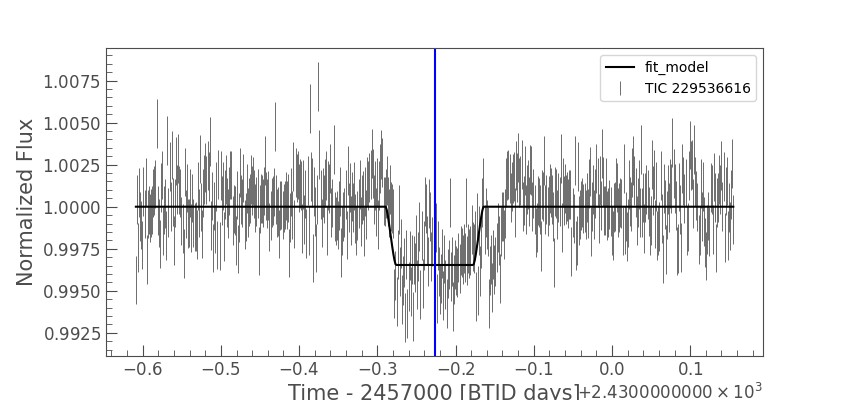 fit_model
TIC 229536616
1.0075
1.0050
1.0025
1.0000
0.9975
0.9950
0.9925
Normalized Flux
−0.6 −0.5 −0.4 −0.3 −0.2 −0.1 0.0 0.1
Time - 2457000 [BTJD days]
+2.4300000000 × 10³